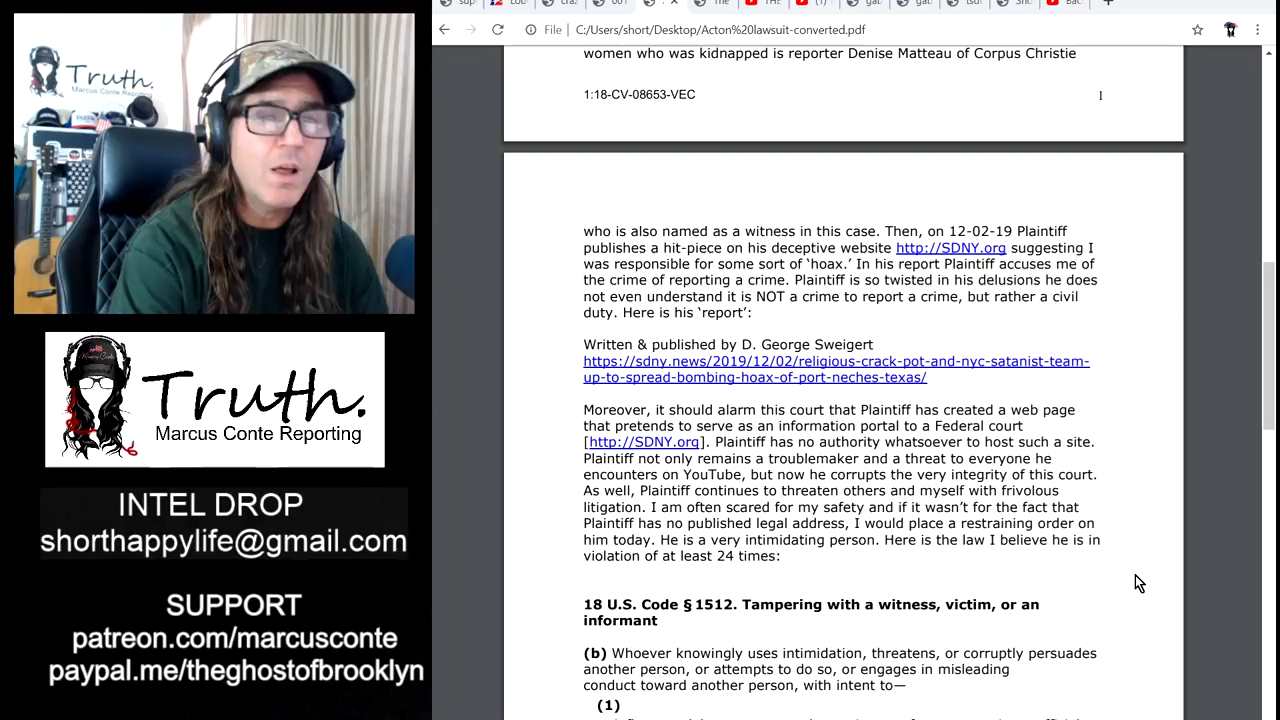 Truth.
Marcus Conte Reporting
Truth.
Marcus Conte Reporting
INTEL DROP
shorthappylife@gmail.com
SUPPORT
patreon.com/marcusconte
paypal.me/theghostofbrooklyn
File | C:/Users/short/Desktop/Acton%20lawsuit-converted.pdf
women who was kidnapped is reporter Denise Matteau of Corpus Christie
1:18-CV-08653-VEC 1
who is also named as a witness in this case. Then, on 12-02-19 Plaintiff
publishes a hit-piece on his deceptive website http://SDNY.org suggesting I
was responsible for some sort of ‘hoax.’ In his report Plaintiff accuses me of
the crime of reporting a crime. Plaintiff is so twisted in his delusions he does
not even understand it is NOT a crime to report a crime, but rather a civil
duty. Here is his ‘report’:
Written & published by D. George Sweigert
https://sdny.news/2019/12/02/religious-crack-pot-and-nyc-satanist-team-
up-to-spread-bombing-hoax-of-port-neches-texas/
Moreover, it should alarm this court that Plaintiff has created a web page
that pretends to serve as an information portal to a Federal court
[http://SDNY.org]. Plaintiff has no authority whatsoever to host such a site.
Plaintiff not only remains a troublemaker and a threat to everyone he
encounters on YouTube, but now he corrupts the very integrity of this court.
As well, Plaintiff continues to threaten others and myself with frivolous
litigation. I am often scared for my safety and if it wasn’t for the fact that
Plaintiff has no published legal address, I would place a restraining order on
him today. He is a very intimidating person. Here is the law I believe he is in
violation of at least 24 times:
18 U.S. Code § 1512. Tampering with a witness, victim, or an
informant
(b) Whoever knowingly uses intimidation, threatens, or corruptly persuades
another person, or attempts to do so, or engages in misleading
conduct toward another person, with intent to—
(1)